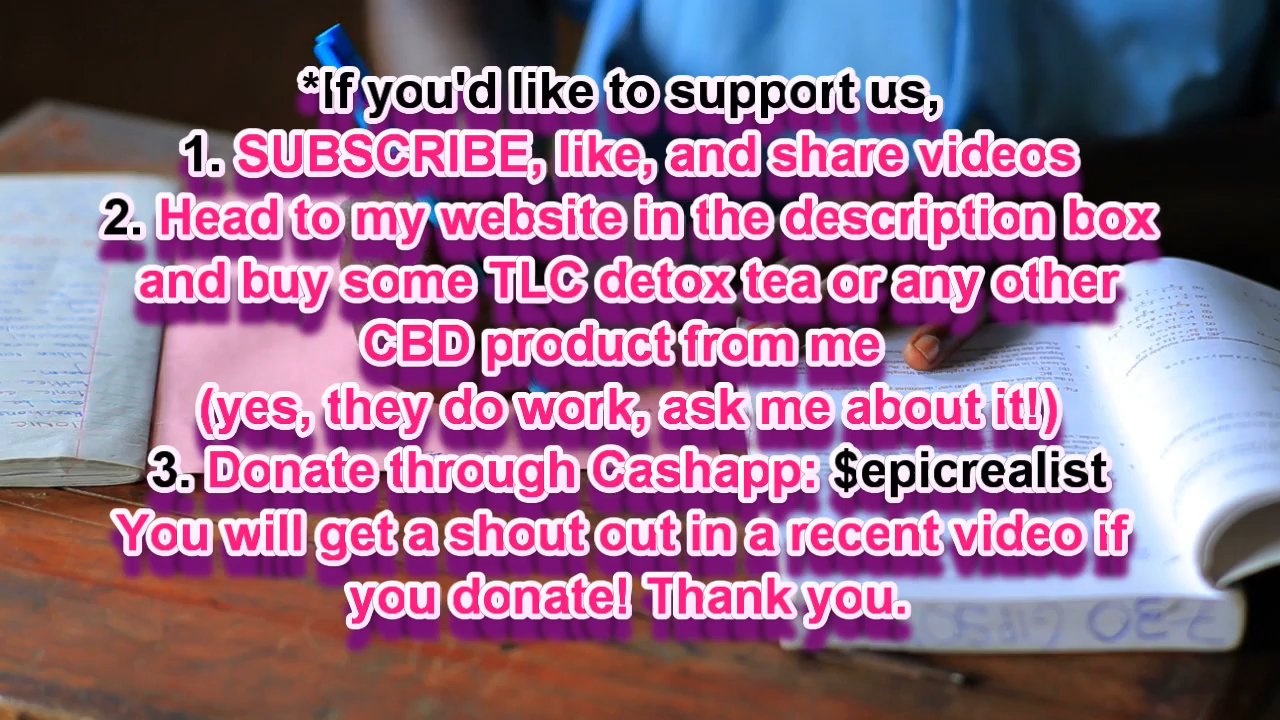 *If you'd like to support us,
1. SUBSCRIBE, like, and share videos
2. Head to my website in the description box
and buy some TLC detox tea or any other
CBD product from me
(yes, they do work, ask me about it!)
3. Donate through Cashapp: $epicrealist
You will get a shout out in a recent video if
you donate! Thank you.